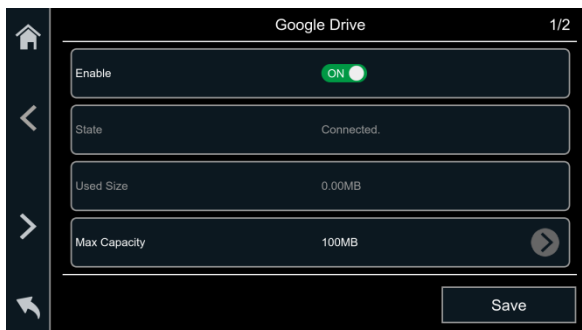 Google Drive 1/2
Enable ON
State Connected.
Used Size 0.00MB
Max Capacity 100MB
Save